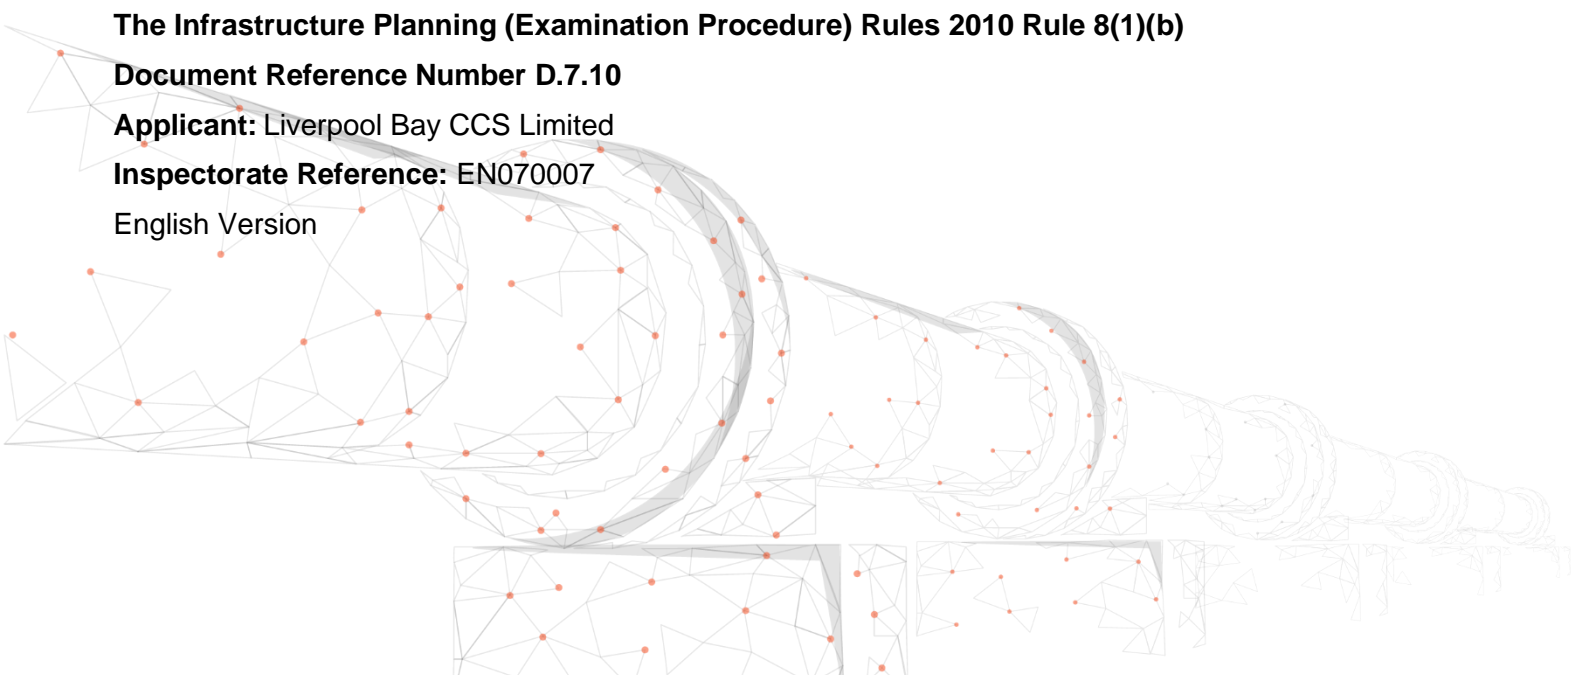 The Infrastructure Planning (Examination Procedure) Rules 2010 Rule 8(1)(b)
Document Reference Number D.7.10
Applicant: Liverpool Bay CCS Limited
Inspectorate Reference: EN070007
English Version